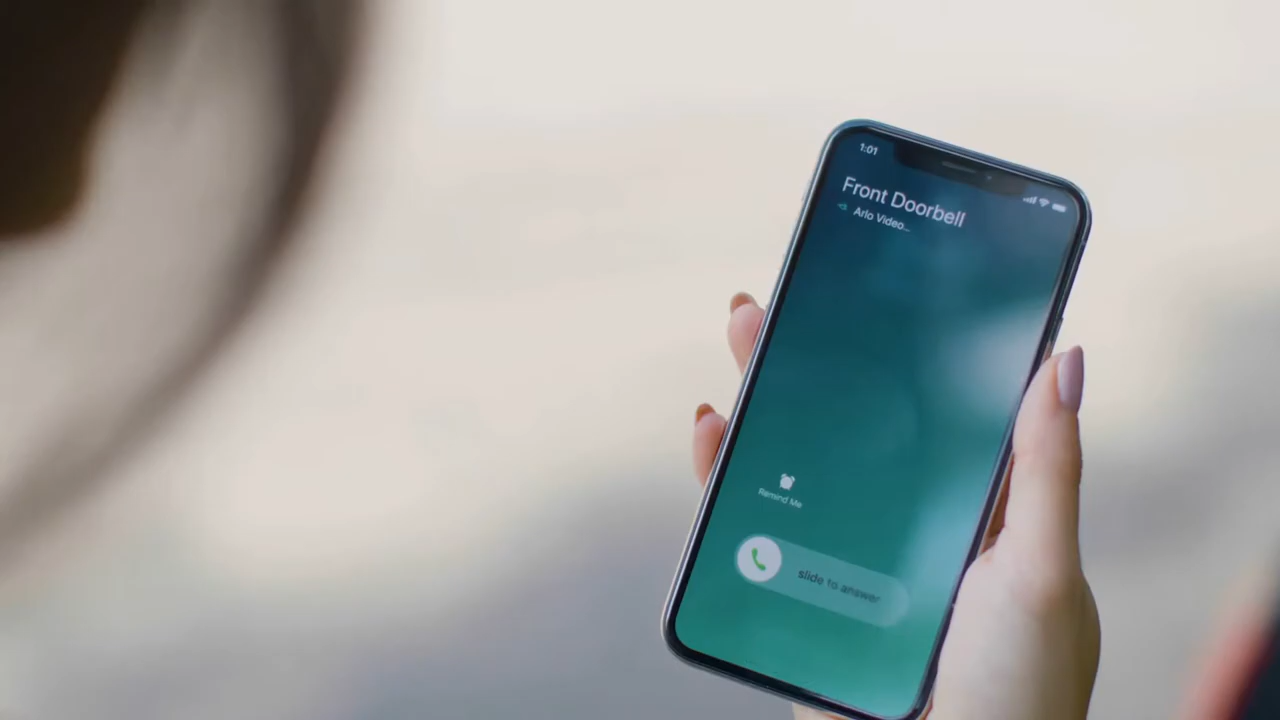 1:01
Front Doorbell
Arlo Video...
Remind Me
slide to answer